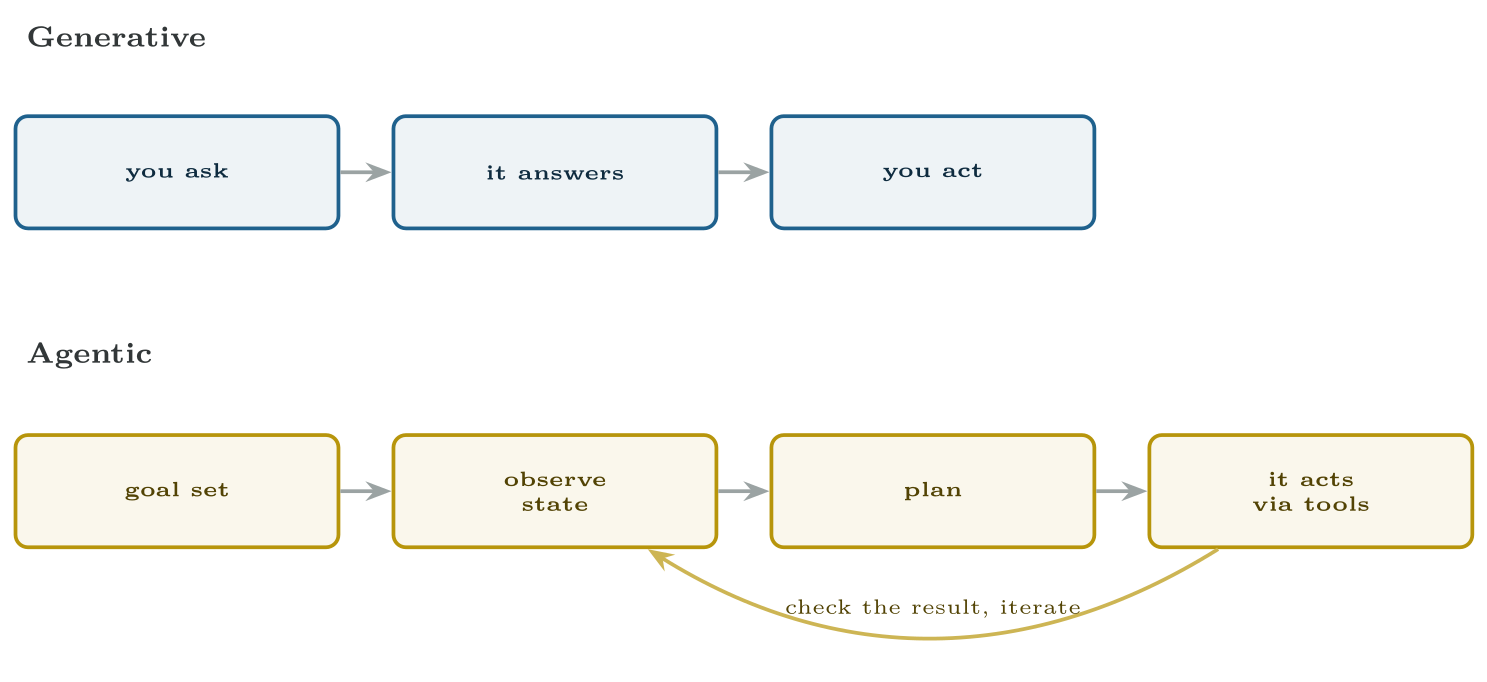 Generative
you ask
it answers
you act
Agentic
goal set
observe
state
plan
it acts
via tools
check the result, iterate